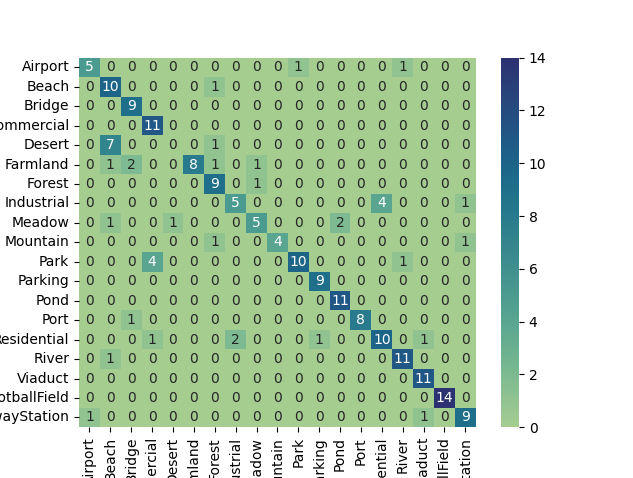 Airport 5 0 0 0 0 0 0 0 0 0 1 0 0 0 0 1 0 0 0
Beach 0 10 0 0 0 0 1 0 0 0 0 0 0 0 0 0 0 0 0
Bridge 0 0 9 0 0 0 0 0 0 0 0 0 0 0 0 0 0 0 0
ommercial 0 0 0 11 0 0 0 0 0 0 0 0 0 0 0 0 0 0 0
Desert 0 7 0 0 0 0 1 0 0 0 0 0 0 0 0 0 0 0 0
Farmland 0 1 2 0 0 8 1 0 1 0 0 0 0 0 0 0 0 0 0
Forest 0 0 0 0 0 0 9 0 1 0 0 0 0 0 0 0 0 0 0
Industrial 0 0 0 0 0 0 0 5 0 0 0 0 0 0 4 0 0 0 1
Meadow 0 1 0 0 1 0 0 0 5 0 0 0 2 0 0 0 0 0 0
Mountain 0 0 0 0 0 0 1 0 0 4 0 0 0 0 0 0 0 0 1
Park 0 0 0 4 0 0 0 0 0 0 10 0 0 0 0 1 0 0 0
Parking 0 0 0 0 0 0 0 0 0 0 0 9 0 0 0 0 0 0 0
Pond 0 0 0 0 0 0 0 0 0 0 0 0 11 0 0 0 0 0 0
Port 0 0 1 0 0 0 0 0 0 0 0 0 0 8 0 0 0 0 0
Residential 0 0 0 1 0 0 0 2 0 0 0 1 0 0 10 0 1 0 0
River 0 1 0 0 0 0 0 0 0 0 0 0 0 0 0 11 0 0 0
Viaduct 0 0 0 0 0 0 0 0 0 0 0 0 0 0 0 0 11 0 0
otballField 0 0 0 0 0 0 0 0 0 0 0 0 0 0 0 0 0 14 0
wayStation 1 0 0 0 0 0 0 0 0 0 0 0 0 0 0 0 1 0 9
irport Beach Bridge ercial Desert mland Forest ustrial adow untain Park arking Pond Port ential River aduct llField tation
14
12
10
8
6
4
2
0